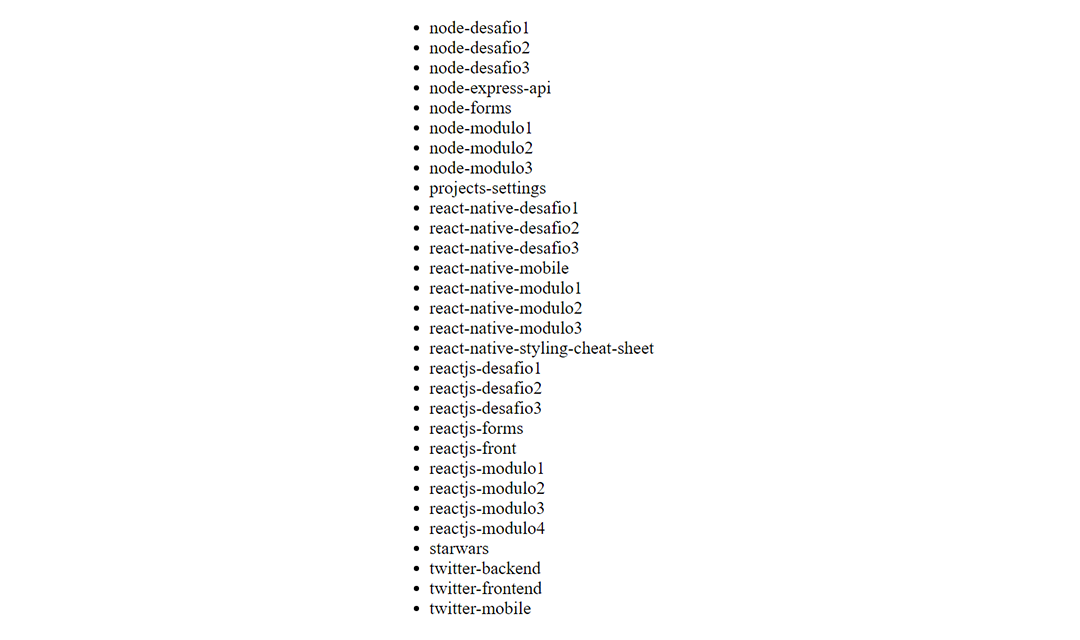 node-desafio1
node-desafio2
node-desafio3
node-express-api
node-forms
node-modulo1
node-modulo2
node-modulo3
projects-settings
react-native-desafio1
react-native-desafio2
react-native-desafio3
react-native-mobile
react-native-modulo1
react-native-modulo2
react-native-modulo3
react-native-styling-cheat-sheet
reactjs-desafio1
reactjs-desafio2
reactjs-desafio3
reactjs-forms
reactjs-front
reactjs-modulo1
reactjs-modulo2
reactjs-modulo3
reactjs-modulo4
starwars
twitter-backend
twitter-frontend
twitter-mobile